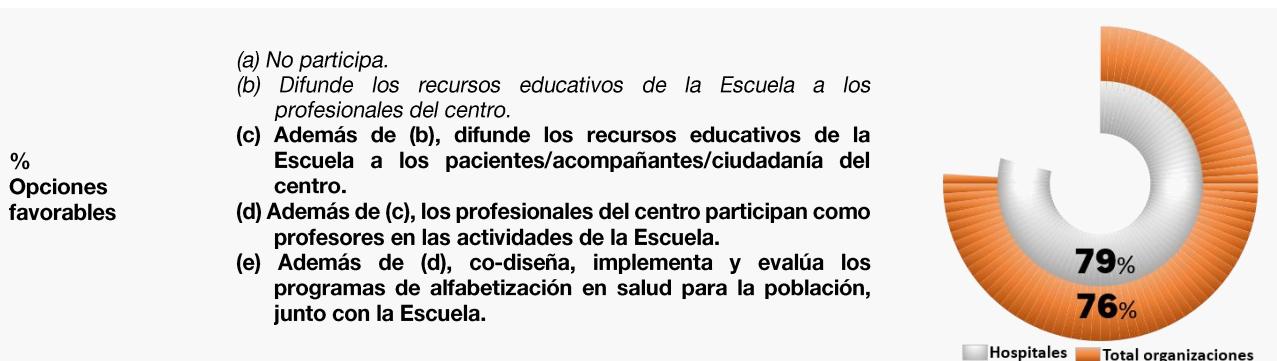 %
Opciones
favorables
(a) No participa.
(b) Difunde los recursos educativos de la Escuela a los
profesionales del centro.
(c) Además de (b), difunde los recursos educativos de la
Escuela a los pacientes/acompañantes/ciudadanía del
centro.
(d) Además de (c), los profesionales del centro participan como
profesores en las actividades de la Escuela.
(e) Además de (d), co-diseña, implementa y evalúa los
programas de alfabetización en salud para la población,
junto con la Escuela.
79%
76%
Hospitales Total organizaciones